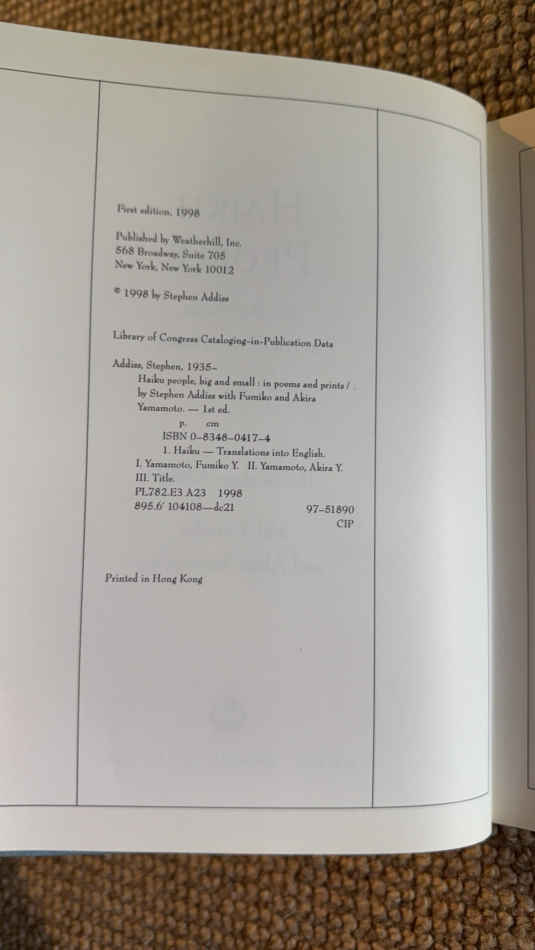 First edition, 1998
Published by Weatherhill, Inc.
568 Broadway, Suite 705
New York, New York 10012
© 1998 by Stephen Addiss
Library of Congress Cataloging-in-Publication Data
Addiss, Stephen, 1935–
Haiku people, big and small : in poems and prints /
by Stephen Addiss with Fumiko and Akira
Yamamoto. — 1st ed.
p. cm
ISBN 0–8348–0417–4
1. Haiku — Translations into English.
I. Yamamoto, Fumiko Y. II. Yamamoto, Akira Y.
III. Title.
PL782.E3 A23 1998
895.6′ 104108—dc21 97–51890
CIP
Printed in Hong Kong